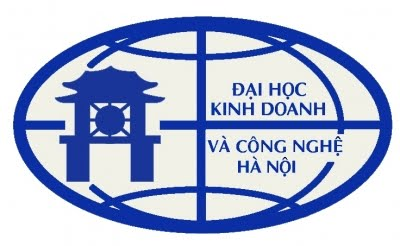 ĐẠI HỌC
KINH DOANH
VÀ CÔNG NGHỆ
HÀ NỘI